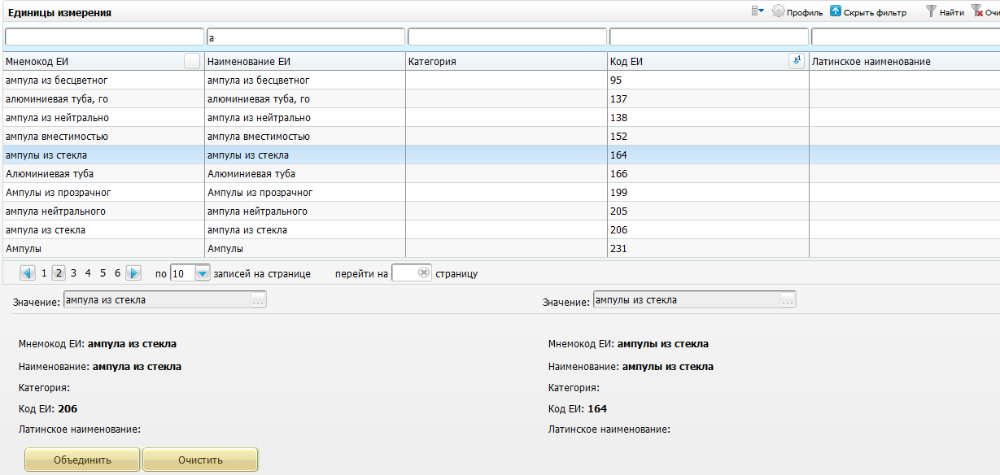 Единицы измерения Профиль Скрыть фильтр Найти Очи
а
Мнемокод ЕИ Наименование ЕИ Категория Код ЕИ 1 Латинское наименование
ампула из бесцветног ампула из бесцветног 95
алюминиевая туба, го алюминиевая туба, го 137
ампула из нейтрально ампула из нейтрально 138
ампула вместимостью ампула вместимостью 152
ампулы из стекла ампулы из стекла 164
Алюминиевая туба Алюминиевая туба 166
Ампулы из прозрачног Ампулы из прозрачног 199
ампула нейтрального ампула нейтрального 205
ампула из стекла ампула из стекла 206
Ампулы Ампулы 231
1 2 3 4 5 6 по 10 записей на странице перейти на страницу
Значение: ампула из стекла ... Значение: ампулы из стекла ...
Мнемокод ЕИ: ампула из стекла Мнемокод ЕИ: ампулы из стекла
Наименование: ампула из стекла Наименование: ампулы из стекла
Категория: Категория:
Код ЕИ: 206 Код ЕИ: 164
Латинское наименование: Латинское наименование:
Объединить Очистить